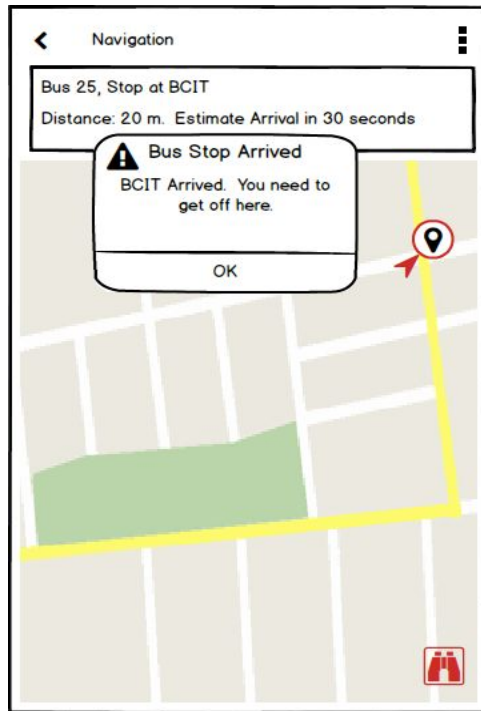 Navigation
Bus 25, Stop at BCIT
Distance: 20 m.  Estimate Arrival in 30 seconds
Bus Stop Arrived
BCIT Arrived.  You need to
get off here.
OK